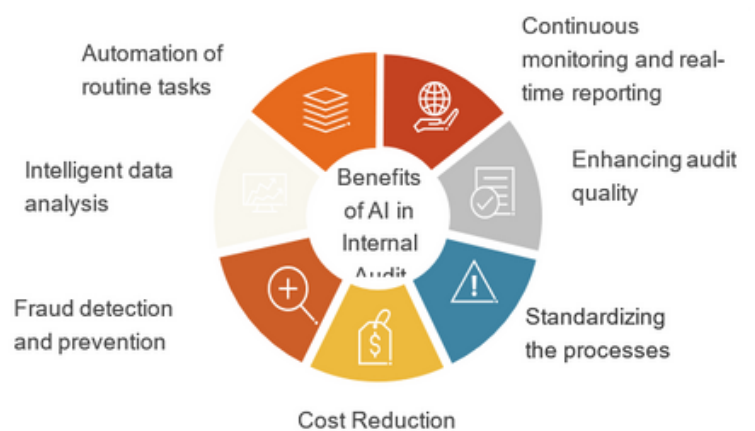 Continuous
monitoring and real-
time reporting
Automation of
routine tasks
Enhancing audit
quality
Intelligent data
analysis
Benefits
of AI in
Internal
Audit
Standardizing
the processes
Fraud detection
and prevention
$
Cost Reduction